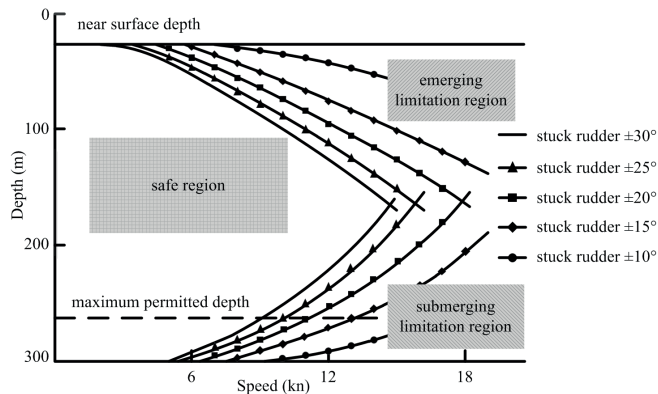 0
near surface depth
emerging
limitation region
100
safe region
200
maximum permitted depth
submerging
limitation region
300
Depth (m)
6
12
18
Speed (kn)
stuck rudder ±30°
stuck rudder ±25°
stuck rudder ±20°
stuck rudder ±15°
stuck rudder ±10°